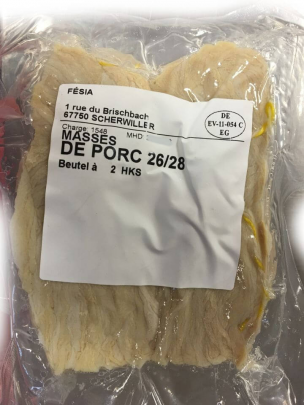 FÉSIA
1 rue du Brischbach
67750 SCHERWILLER
Charge: 1548 MHD
MASSES
DE PORC 26/28
Beutel à 2 HKS
DE
EV-11-054 C
EG